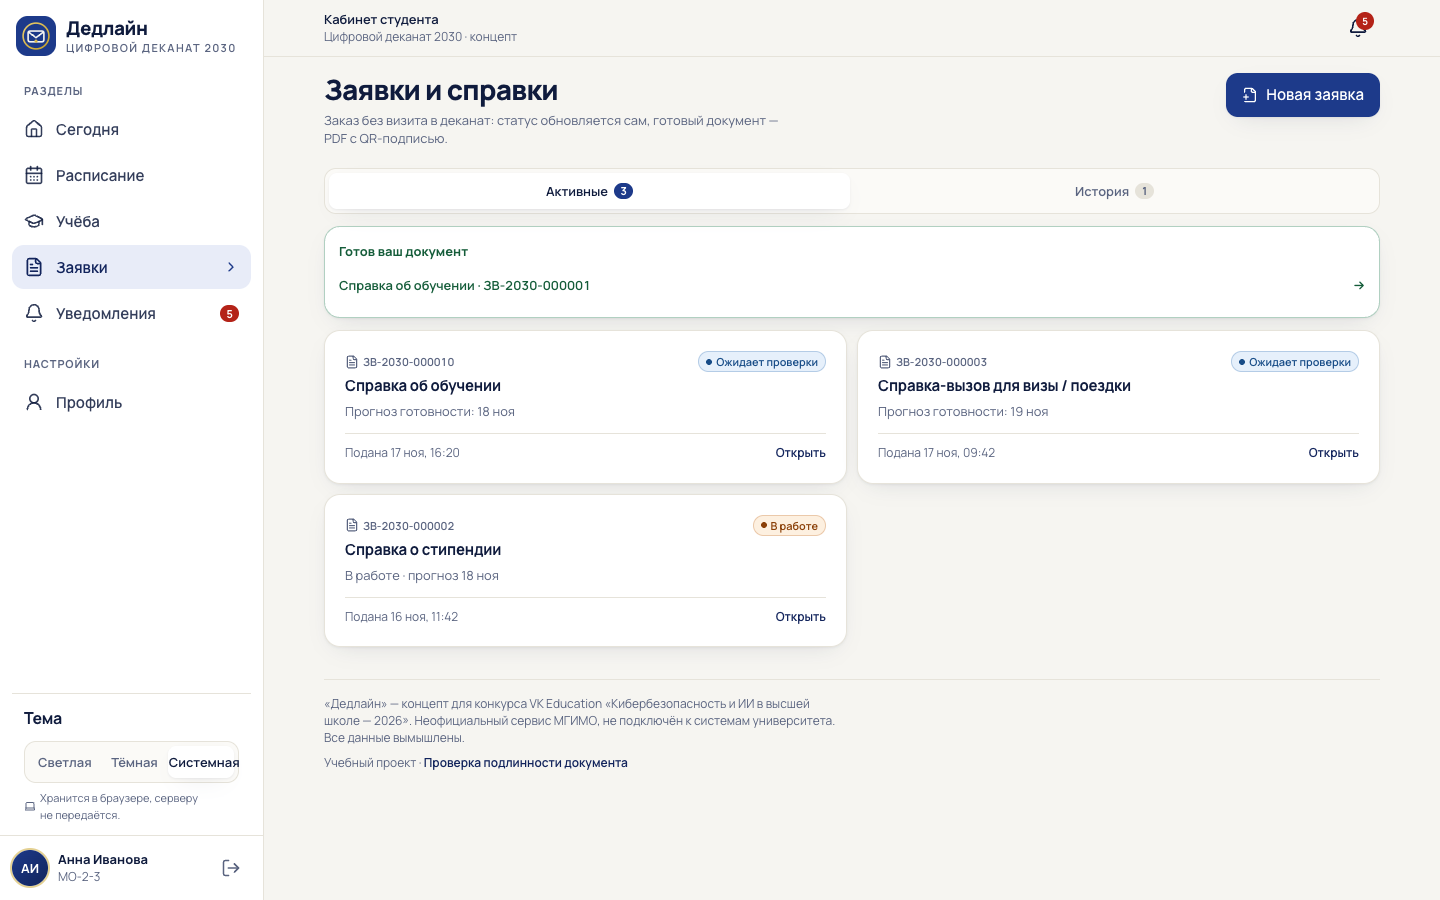 Дедлайн
ЦИФРОВОЙ ДЕКАНАТ 2030
РАЗДЕЛЫ
Сегодня
Расписание
Учёба
Заявки
Уведомления
5
НАСТРОЙКИ
Профиль
Тема
Светлая
Тёмная
Системная
Хранится в браузере, серверу
не передаётся.
АИ
Анна Иванова
МО-2-3
Кабинет студента
Цифровой деканат 2030 · концепт
5
Заявки и справки
Заказ без визита в деканат: статус обновляется сам, готовый документ —
PDF с QR-подписью.
Новая заявка
Активные 3
История 1
Готов ваш документ
Справка об обучении · ЗВ-2030-000001
ЗВ-2030-000010
Ожидает проверки
Справка об обучении
Прогноз готовности: 18 ноя
Подана 17 ноя, 16:20
Открыть
ЗВ-2030-000003
Ожидает проверки
Справка-вызов для визы / поездки
Прогноз готовности: 19 ноя
Подана 17 ноя, 09:42
Открыть
ЗВ-2030-000002
В работе
Справка о стипендии
В работе · прогноз 18 ноя
Подана 16 ноя, 11:42
Открыть
«Дедлайн» — концепт для конкурса VK Education «Кибербезопасность и ИИ в высшей
школе — 2026». Неофициальный сервис МГИМО, не подключён к системам университета.
Все данные вымышлены.
Учебный проект · Проверка подлинности документа